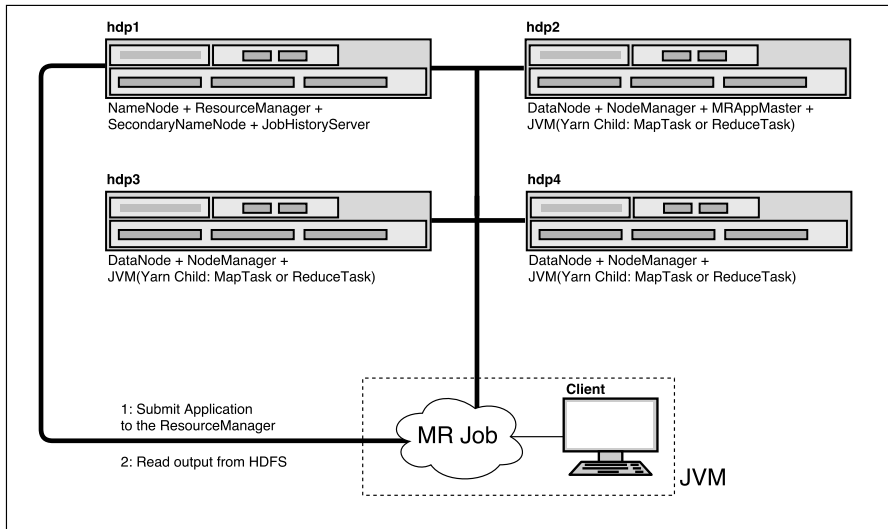 hdp1
NameNode + ResourceManager +
SecondaryNameNode + JobHistoryServer
hdp2
DataNode + NodeManager + MRAppMaster +
JVM(Yarn Child: MapTask or ReduceTask)
hdp3
DataNode + NodeManager +
JVM(Yarn Child: MapTask or ReduceTask)
hdp4
DataNode + NodeManager +
JVM(Yarn Child: MapTask or ReduceTask)
1: Submit Application
to the ResourceManager
2: Read output from HDFS
MR Job
Client
JVM